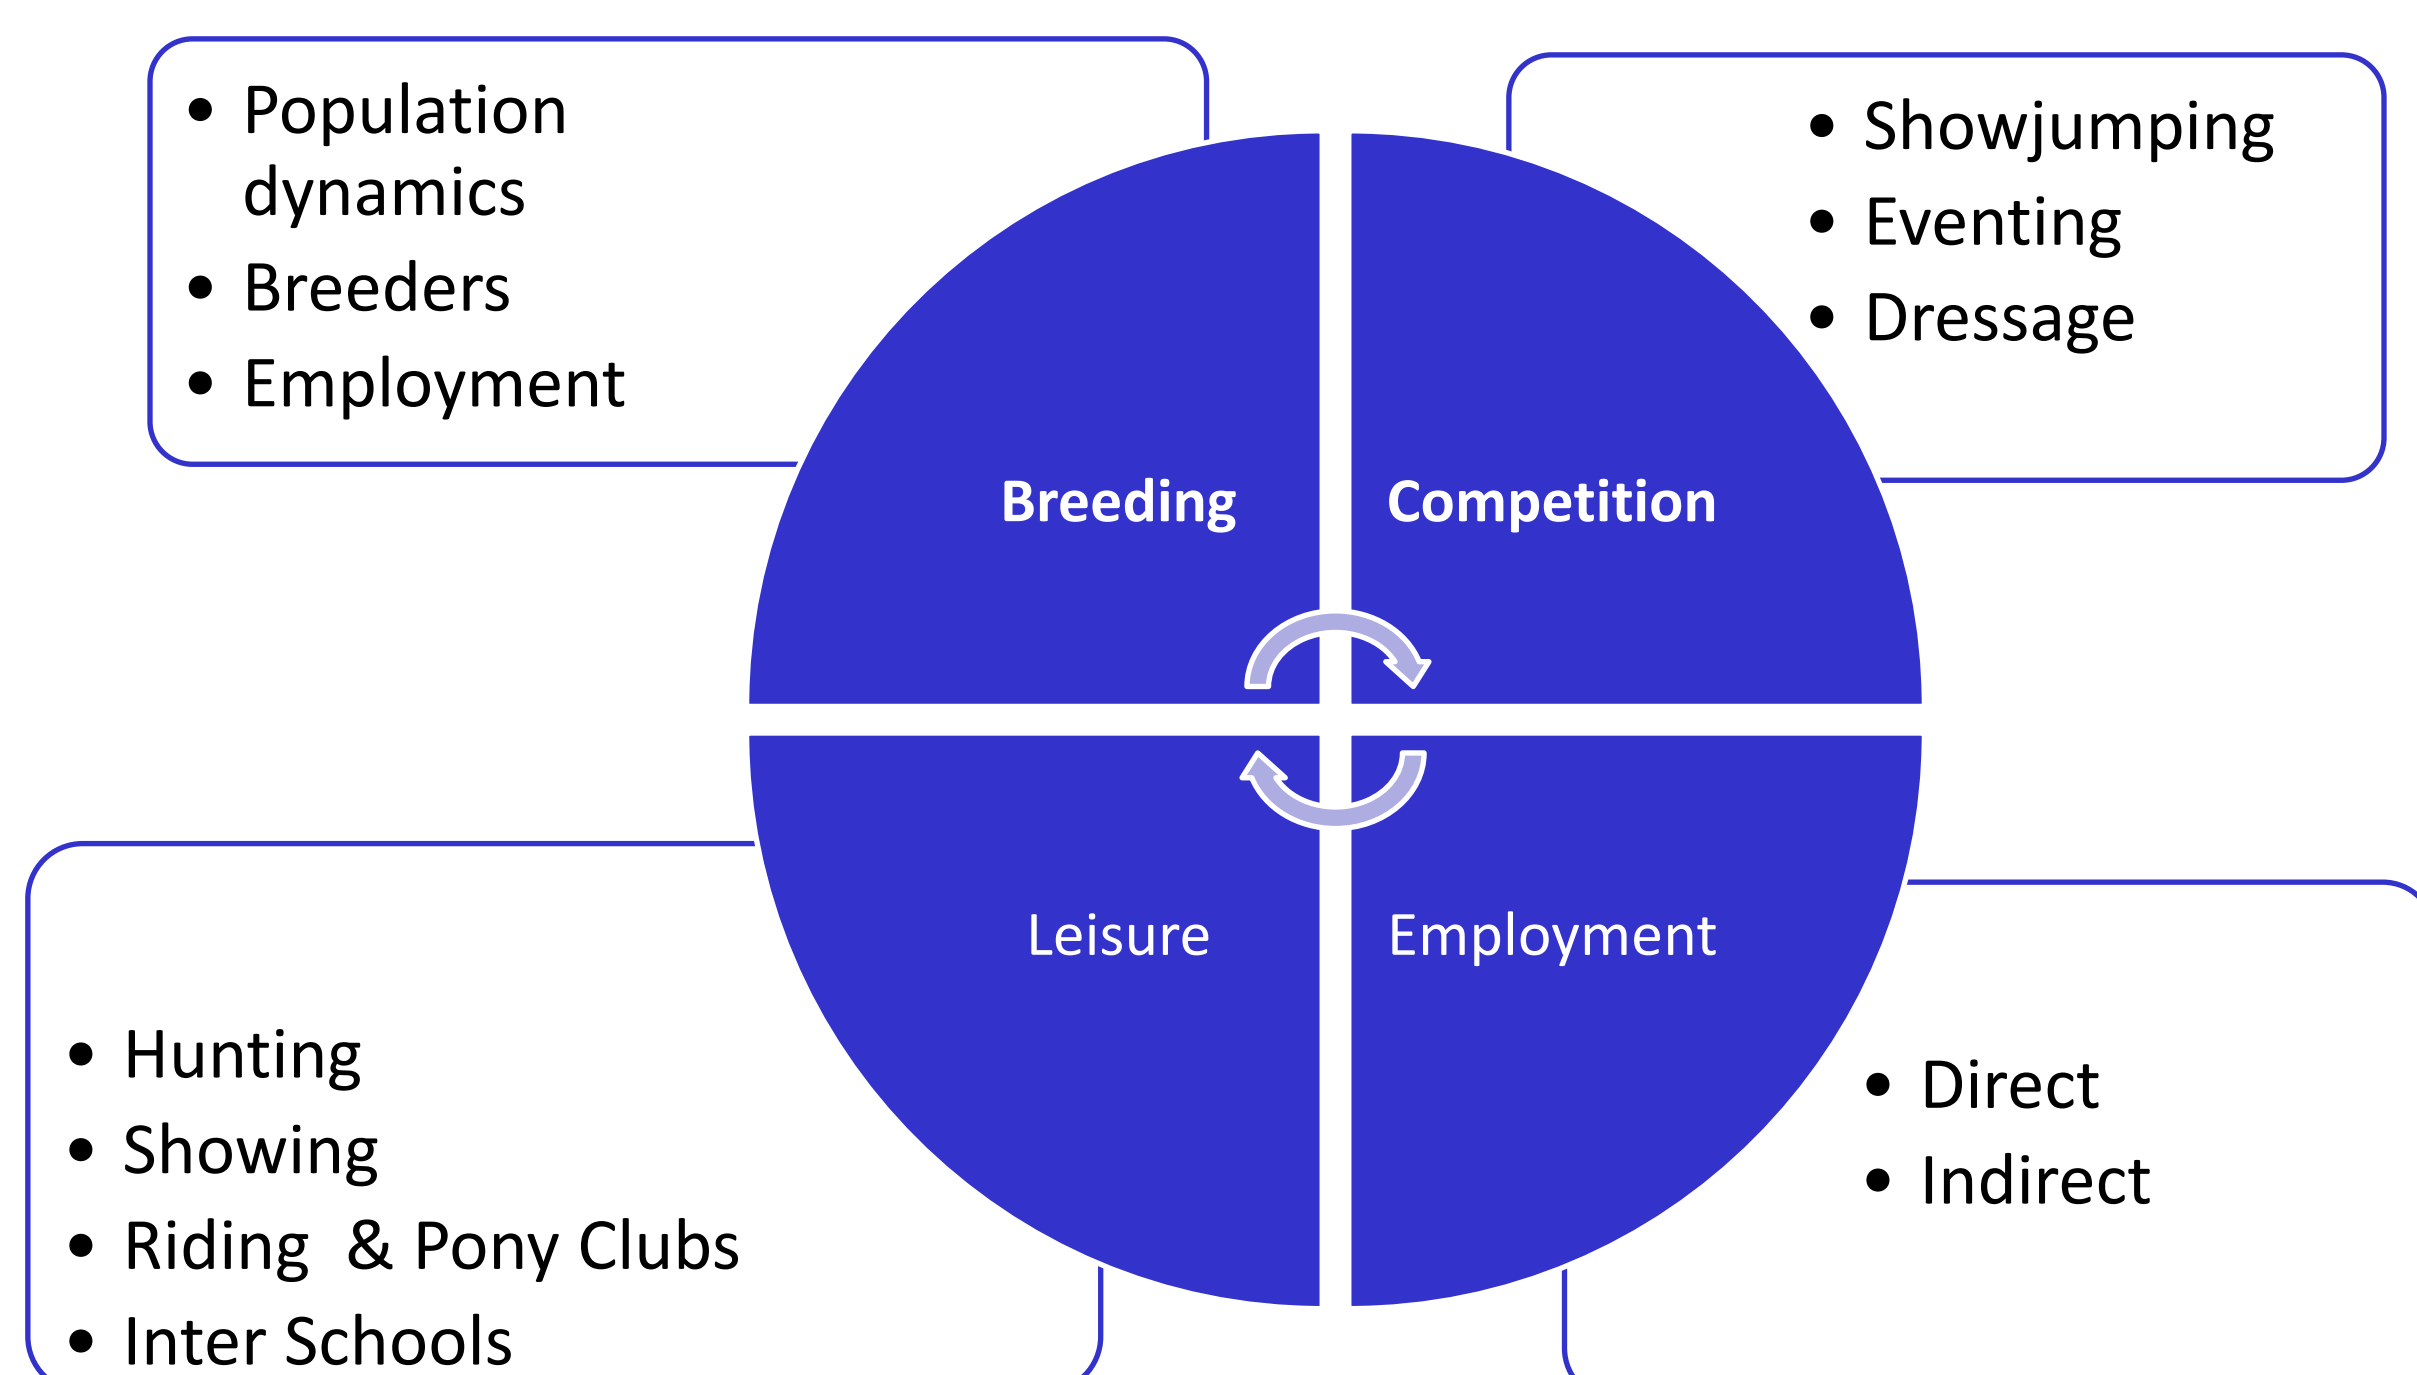 • Population
dynamics
• Breeders
• Employment
• Showjumping
• Eventing
• Dressage
Breeding
Competition
Leisure
Employment
• Hunting
• Showing
• Riding  & Pony Clubs
• Inter Schools
• Direct
• Indirect